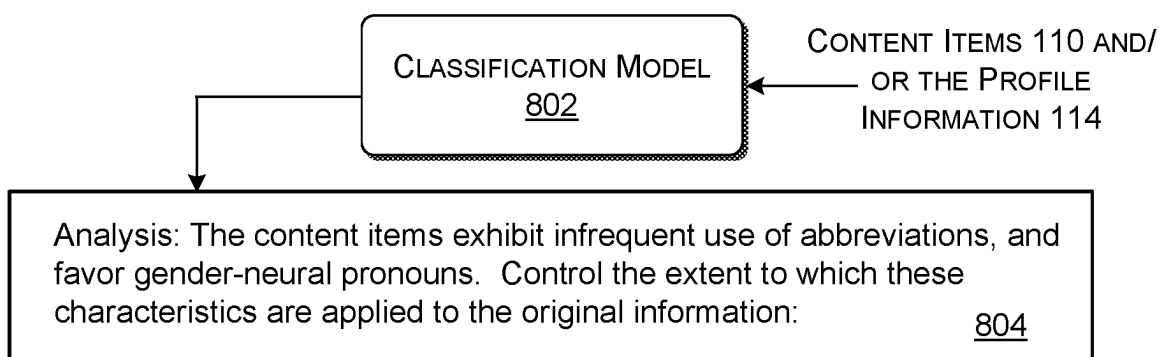 CLASSIFICATION MODEL
802
CONTENT ITEMS 110 AND/
OR THE PROFILE
INFORMATION 114
Analysis: The content items exhibit infrequent use of abbreviations, and
favor gender-neural pronouns.  Control the extent to which these
characteristics are applied to the original information:
804